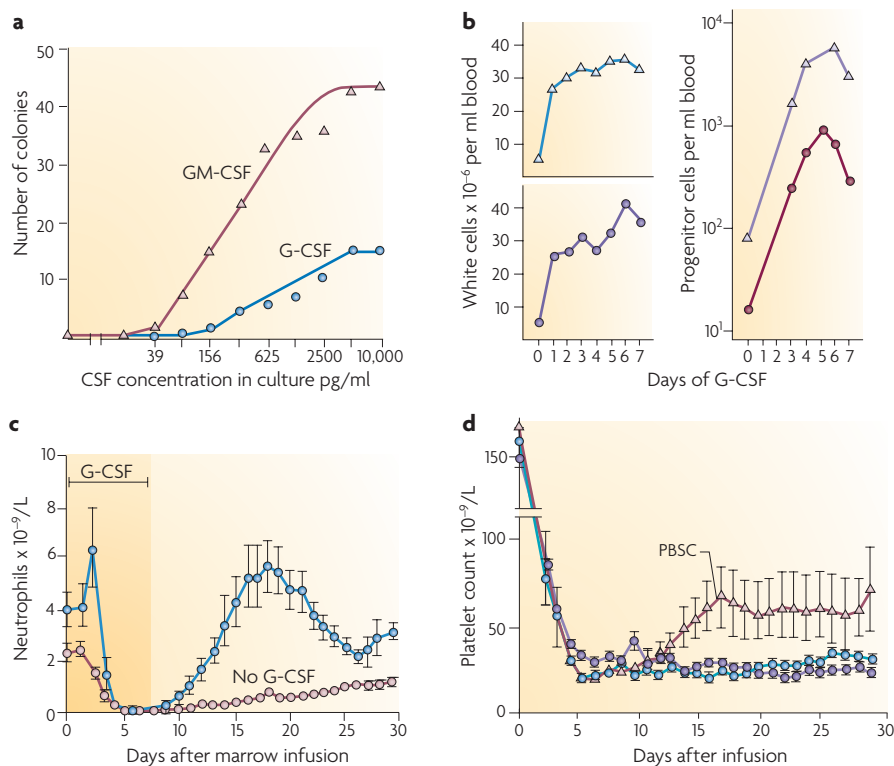 a
50
40
30
20
10
Number of colonies
GM-CSF
G-CSF
39
156
625
2500
10,000
CSF concentration in culture pg/ml
b
40
30
20
10
40
30
20
10
White cells x 10⁻⁶ per ml blood
0 1 2 3 4 5 6 7
10⁴
10³
10²
10¹
Progenitor cells per ml blood
0 1 2 3 4 5 6 7
Days of G-CSF
c
10
8
6
4
2
0
Neutrophils x 10⁻⁹/L
G-CSF
No G-CSF
0 5 10 15 20 25 30
Days after marrow infusion
d
150
100
50
0
Platelet count x 10⁻⁹/L
PBSC
0 5 10 15 20 25 30
Days after infusion